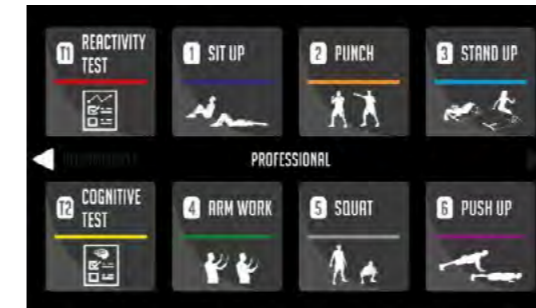 T1 REACTIVITY
TEST
1 SIT UP
2 PUNCH
3 STAND UP
PROFESSIONAL
T2 COGNITIVE
TEST
4 ARM WORK
5 SQUAT
6 PUSH UP